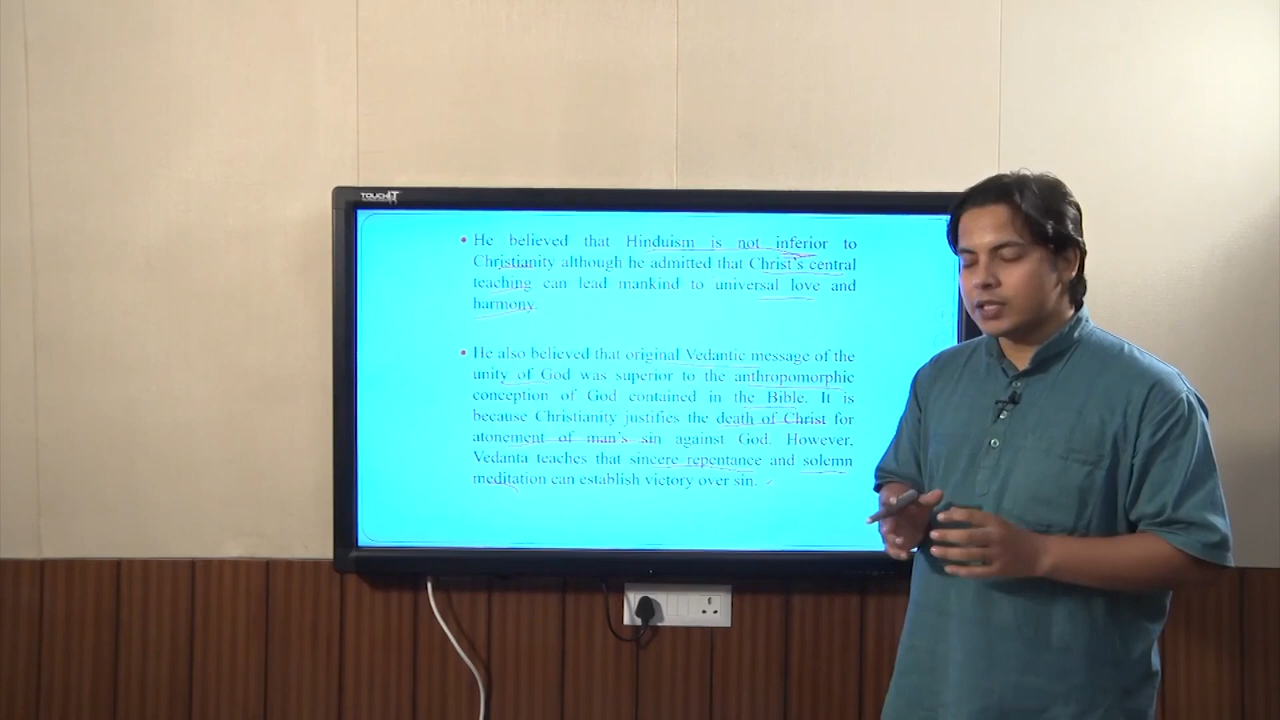 TOUCHIT
• He believed that Hinduism is not inferior to
Christianity although he admitted that Christ's central
teaching can lead mankind to universal love and
harmony.
• He also believed that original Vedantic message of the
unity of God was superior to the anthropomorphic
conception of God contained in the Bible. It is
because Christianity justifies the death of Christ for
atonement of man's sin against God. However,
Vedanta teaches that sincere repentance and solemn
meditation can establish victory over sin.